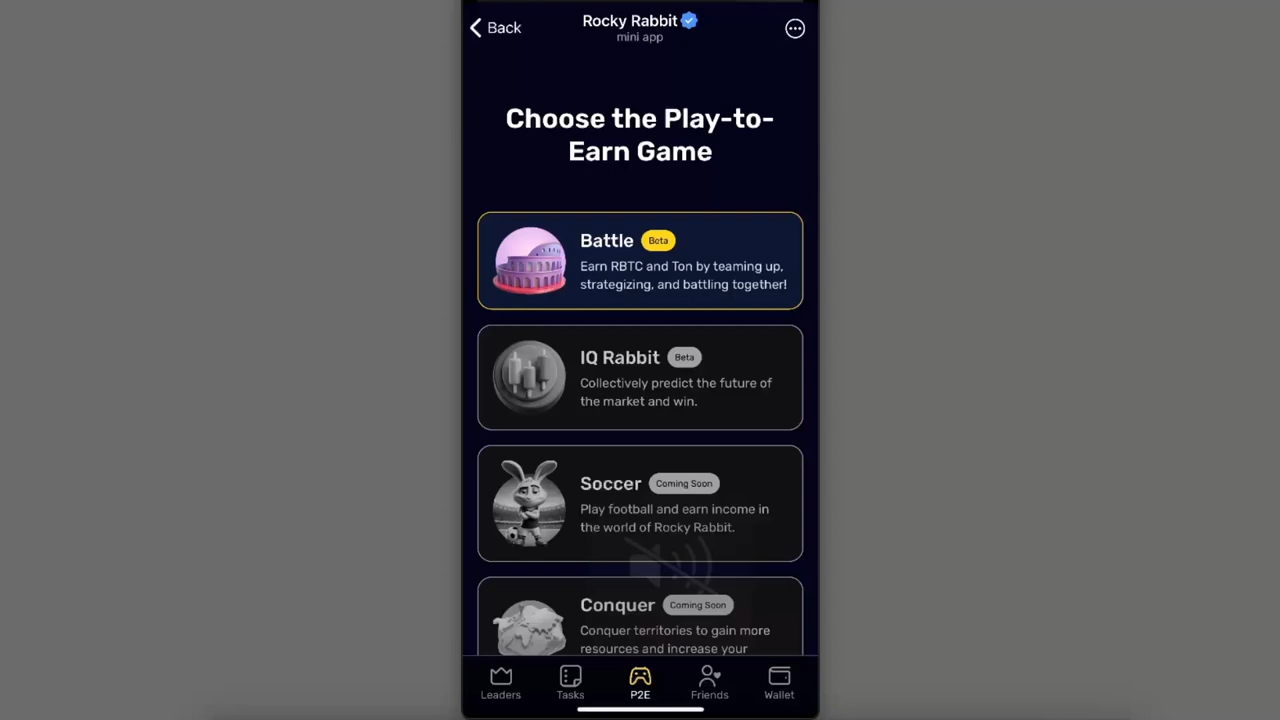 Back
Rocky Rabbit
mini app
Choose the Play-to-
Earn Game
Battle Beta
Earn RBTC and Ton by teaming up,
strategizing, and battling together!
IQ Rabbit Beta
Collectively predict the future of
the market and win.
Soccer Coming Soon
Play football and earn income in
the world of Rocky Rabbit.
Conquer Coming Soon
Conquer territories to gain more
resources and increase your
Leaders Tasks P2E Friends Wallet